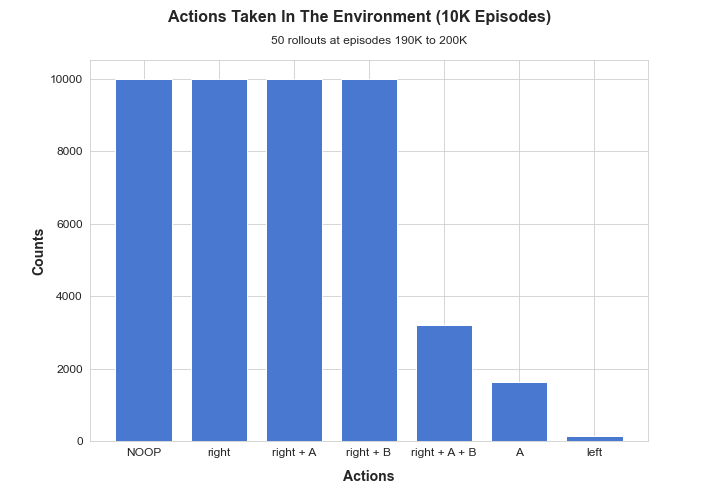 Actions Taken In The Environment (10K Episodes)
50 rollouts at episodes 190K to 200K
10000
8000
6000
4000
2000
0
Counts
NOOP right right + A right + B right + A + B A left
Actions